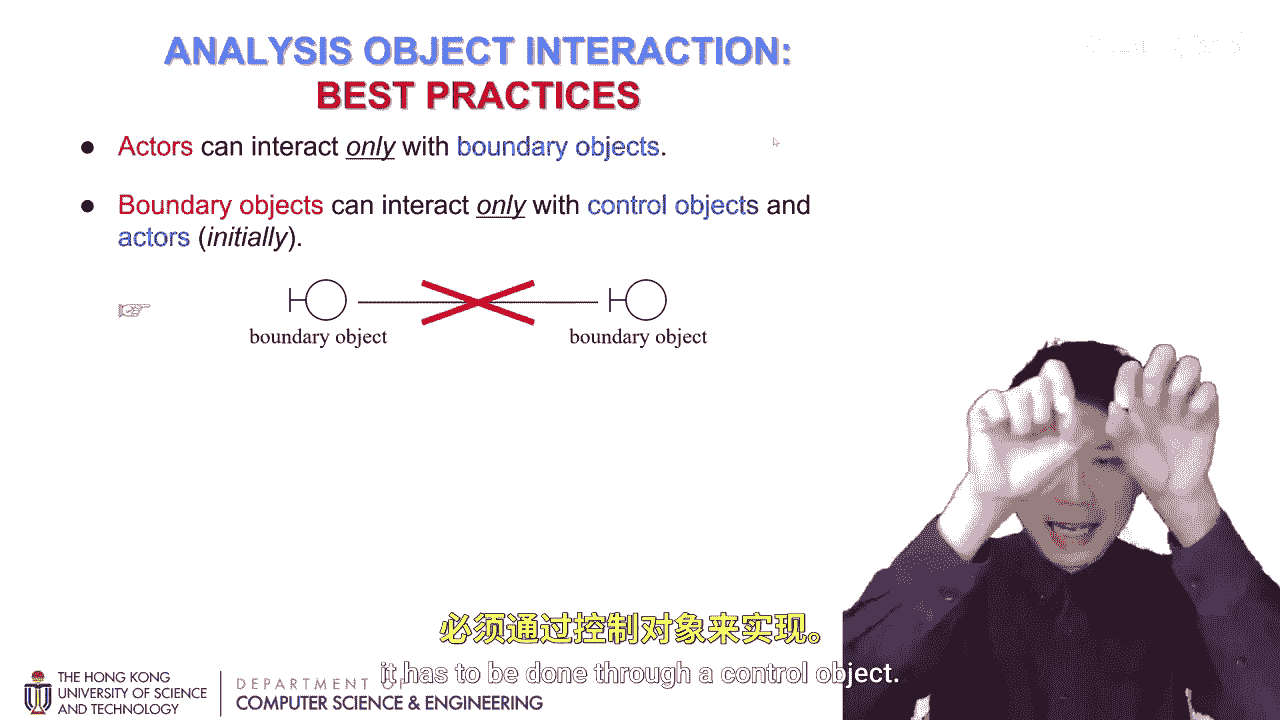 ANALYSIS OBJECT INTERACTION:
BEST PRACTICES
● Actors can interact only with boundary objects.
● Boundary objects can interact only with control objects and
actors (initially).
boundary object
boundary object
必须通过控制对象来实现。
it has to be done through a control object.
THE HONG KONG
UNIVERSITY OF SCIENCE
AND TECHNOLOGY
DEPARTMENT OF
COMPUTER SCIENCE & ENGINEERING